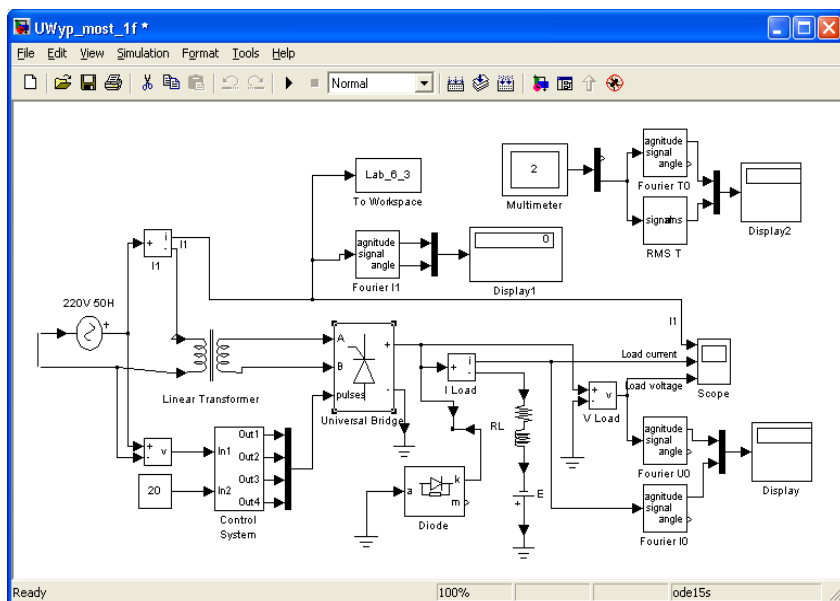 UWyp_most_1f *
File Edit View Simulation Format Tools Help
Normal
Lab_6_3
To Workspace
2
Multimeter
agnitude
signal
angle
Fourier T0
signal rms
RMS T
Display2
+ i
-
I1
I1
agnitude
signal
angle
Fourier I1
0
Display1
220V 50H
+
Linear Transformer
A
B
pulses
+
-
Universal Bridge
+ i
-
I Load
I1
Load current
Load voltage
Scope
+
-
v
V Load
RL
+
E
+
-
v
20
In1
In2
Out1
Out2
Out3
Out4
Control
System
a
k
m
Diode
agnitude
signal
angle
Fourier U0
agnitude
signal
angle
Fourier I0
Display
Ready
100%
ode15s